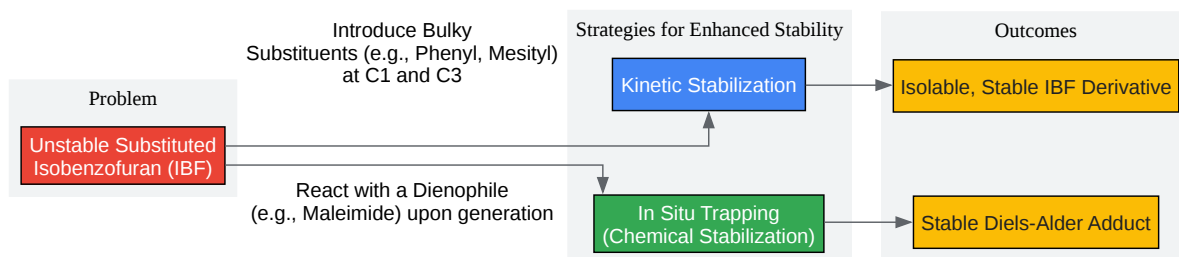 Problem
Unstable Substituted
Isobenzofuran (IBF)
Introduce Bulky
Substituents (e.g., Phenyl, Mesityl)
at C1 and C3
React with a Dienophile
(e.g., Maleimide) upon generation
Strategies for Enhanced Stability
Kinetic Stabilization
In Situ Trapping
(Chemical Stabilization)
Outcomes
Isolable, Stable IBF Derivative
Stable Diels-Alder Adduct